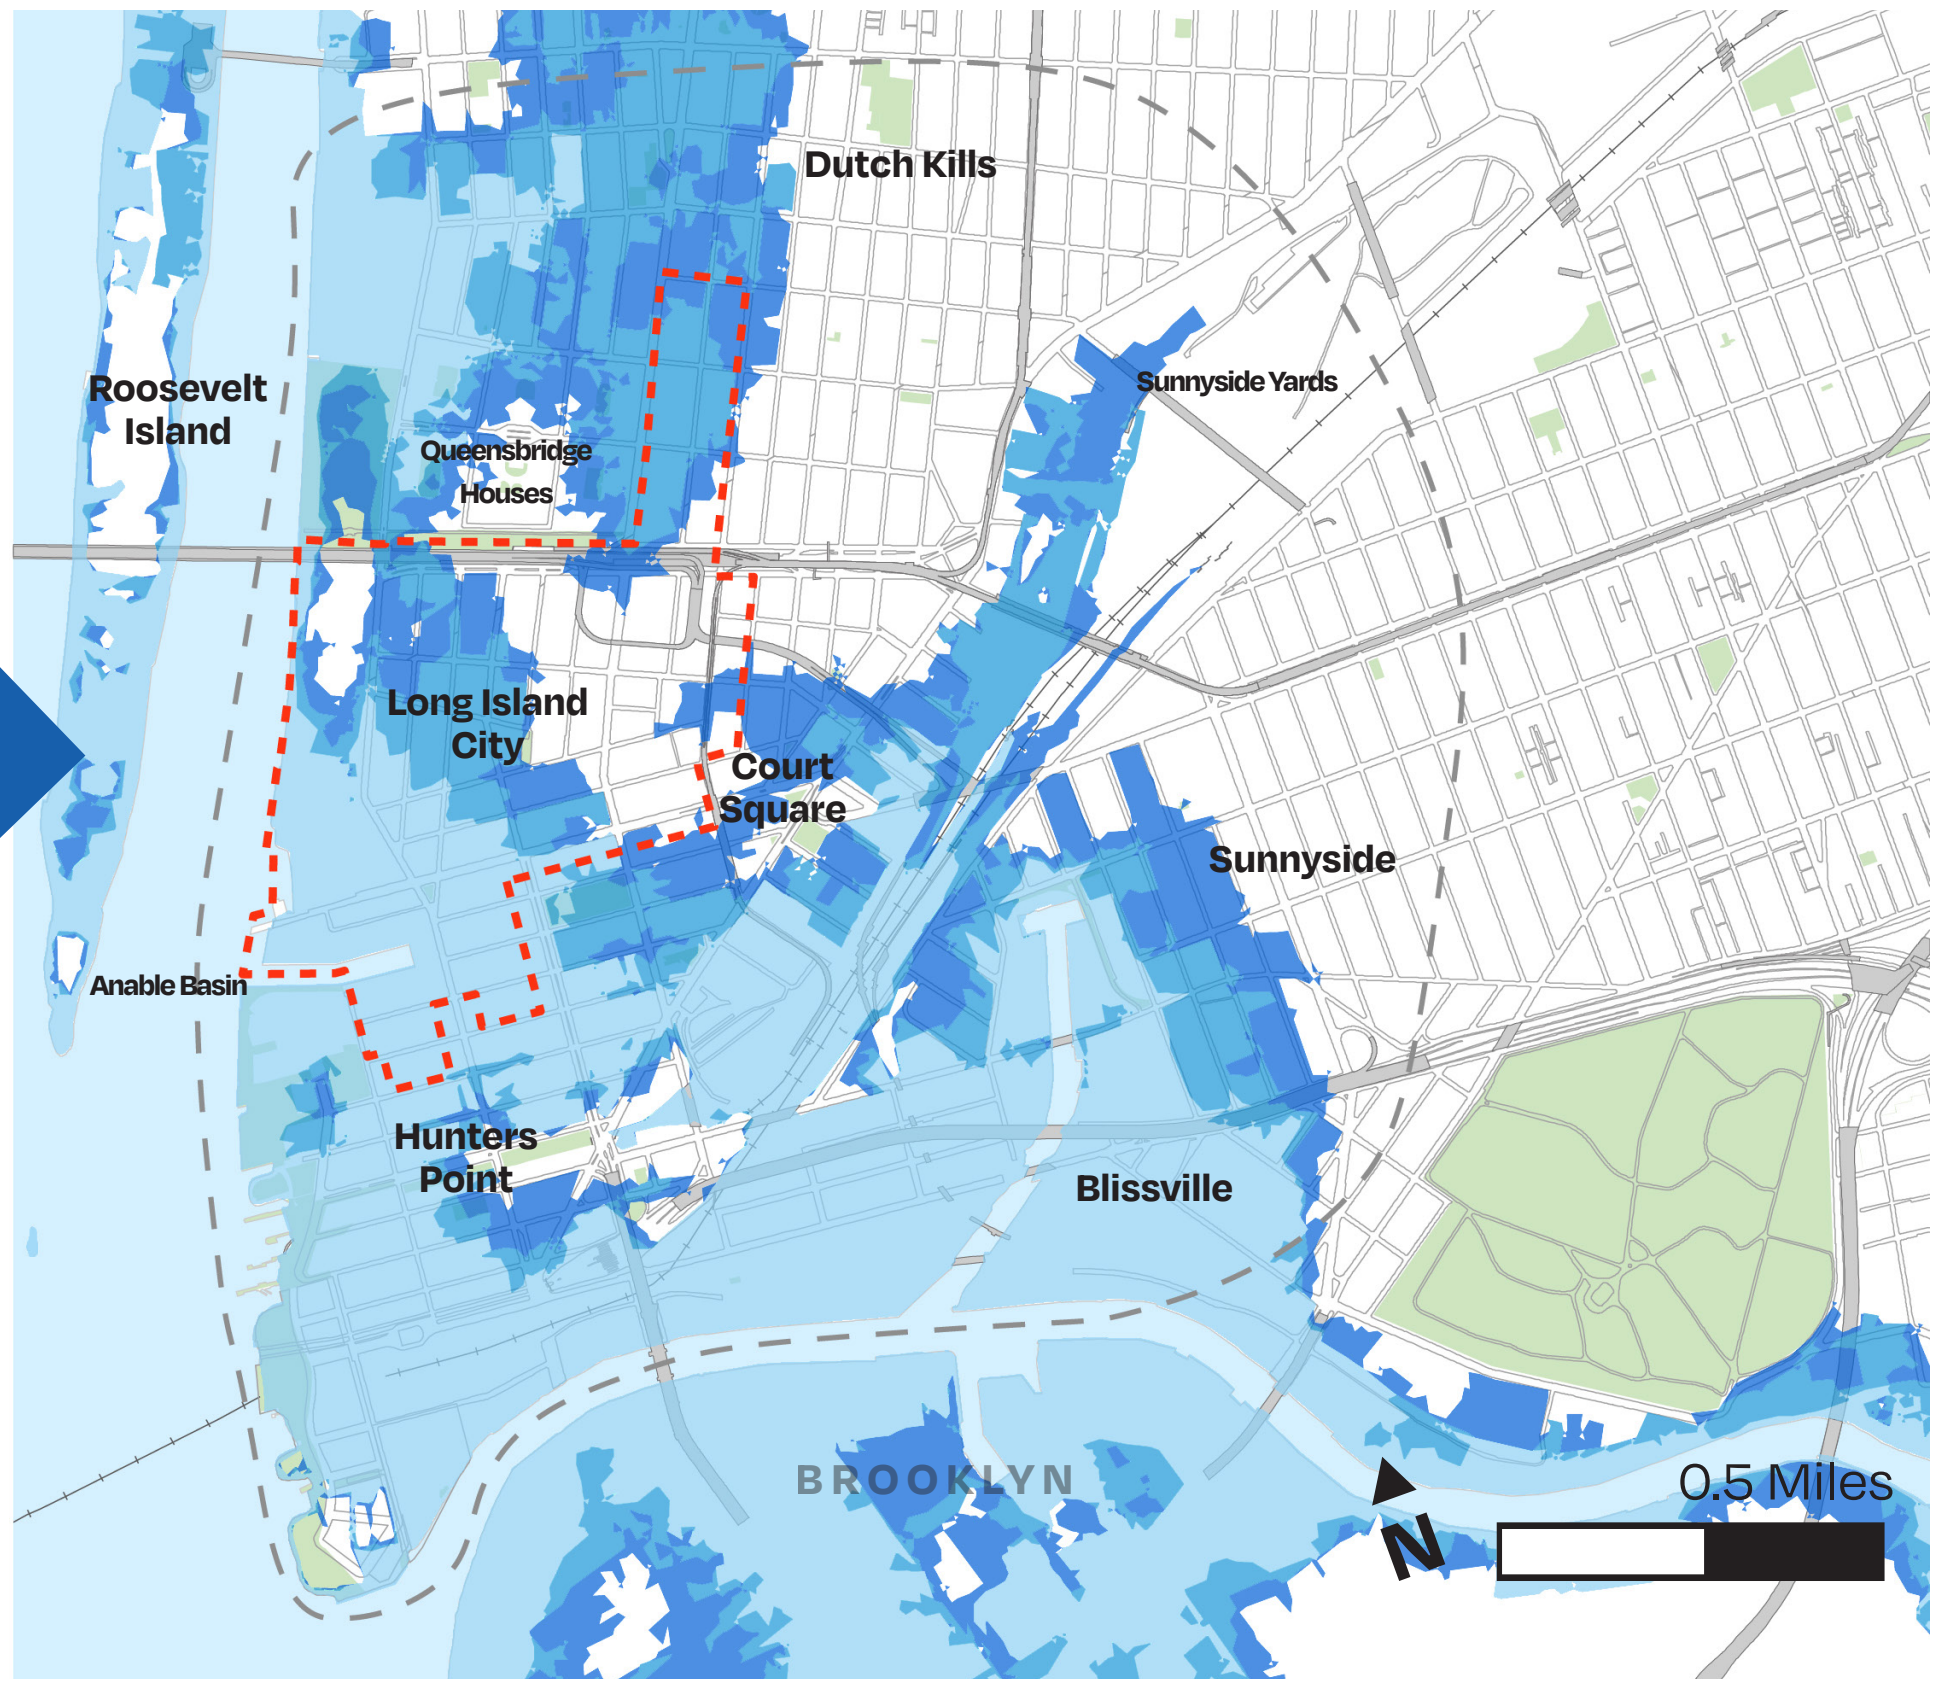 Dutch Kills
Sunnyside Yards
Roosevelt
Island
Queensbridge
Houses
Long Island
City
Court
Square
Sunnyside
Anable Basin
Hunters
Point
Blissville
BROOKLYN
0.5 Miles
N